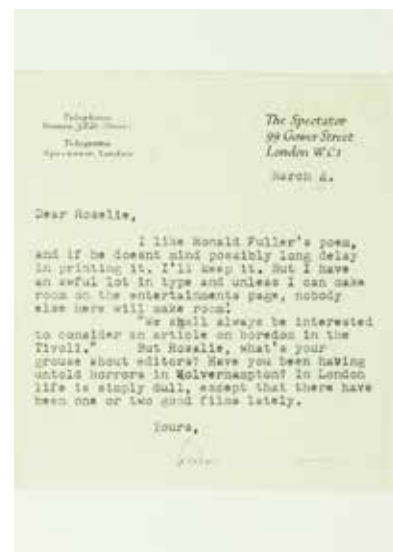 Telephone
Telegrams
Spectator, London
The Spectator
99 Gower Street
London WC1
March 4.
Dear Rosalie,
I like Ronald Fuller's poem,
and if he doesnt mind possibly long delay
in printing it. I'll keep it. But I have
an awful lot in type and unless I can make
room on the entertainments page, nobody
else here will make room!
"We shall always be interested
to consider an article on boredom in the
Tivoli." But Rosalie, what's your
grouse about editors? Have you been having
untold horrors in Wolverhampton? In London
life is simply dull, except that there have
been one or two good films lately.
Yours,